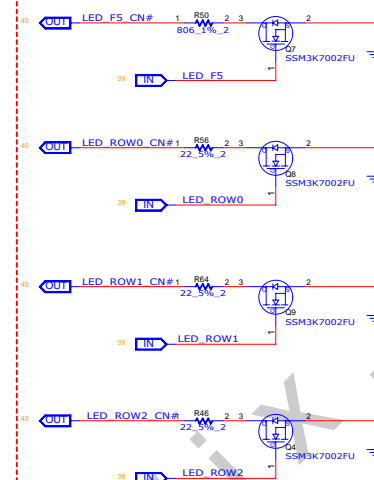 40 OUT LED_F5_CN# 1 R50 2 3 2
806_1%_2
Q7
SSM3K7002FU
1
39 IN LED_F5
40 OUT LED_ROW0_CN# 1 R56 2 3 2
22_5%_2
Q8
SSM3K7002FU
1
39 IN LED_ROW0
40 OUT LED_ROW1_CN# 1 R64 2 3 2
22_5%_2
Q9
SSM3K7002FU
1
39 IN LED_ROW1
40 OUT LED_ROW2_CN# 1 R46 2 3 2
22_5%_2
Q4
SSM3K7002FU
1
39 IN LED_ROW2